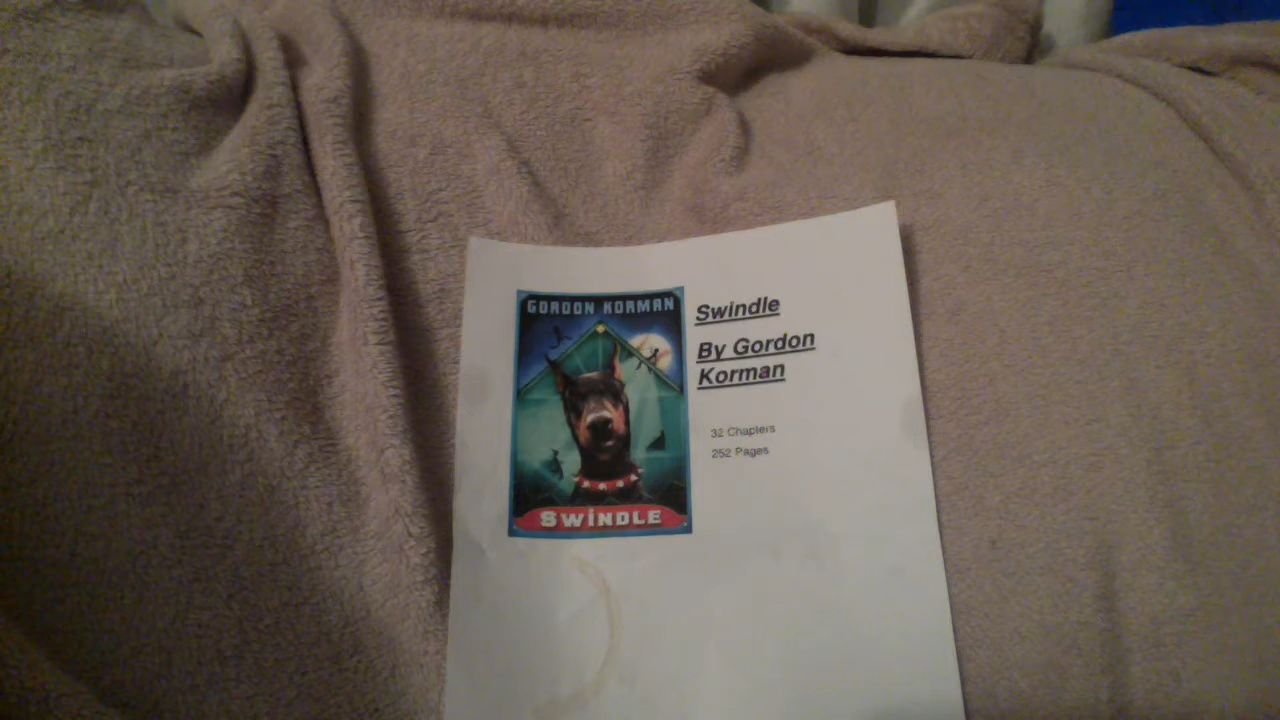 GORDON KORMAN
SWINDLE
Swindle
By Gordon
Korman
32 Chapters
252 Pages